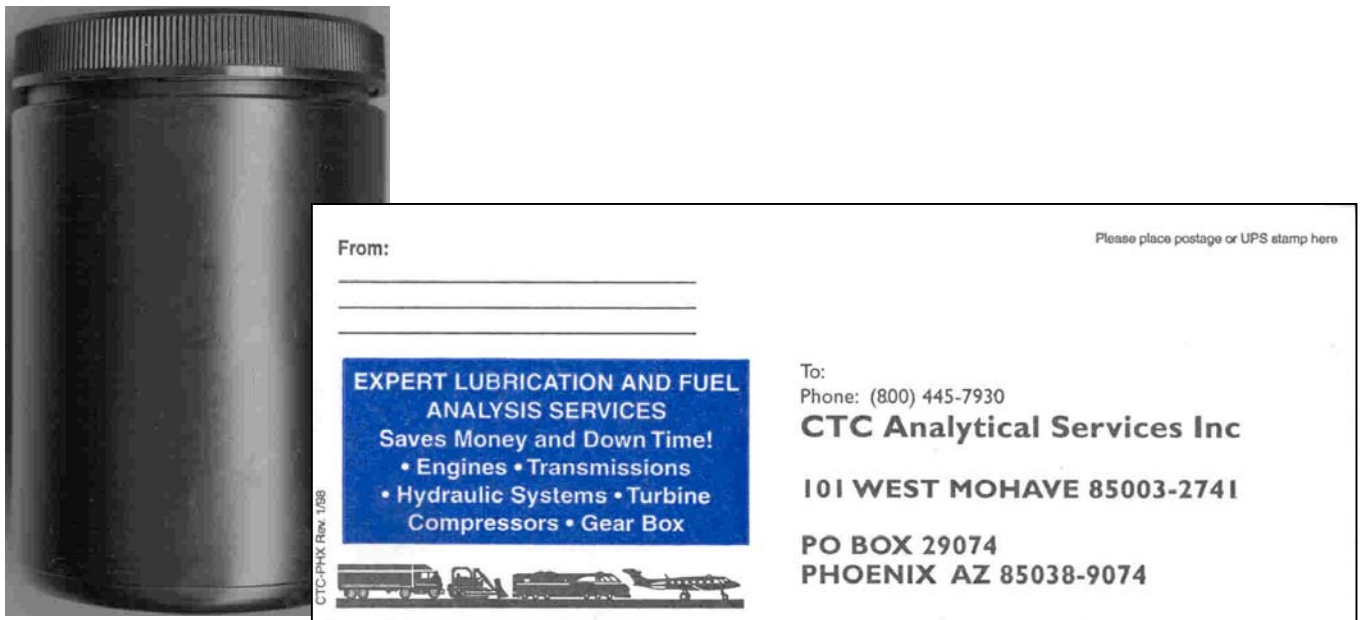 From:
Please place postage or UPS stamp here
EXPERT LUBRICATION AND FUEL
ANALYSIS SERVICES
Saves Money and Down Time!
• Engines • Transmissions
• Hydraulic Systems • Turbine
Compressors • Gear Box
CTC-PHX Rev. 1/98
To:
Phone: (800) 445-7930
CTC Analytical Services Inc
101 WEST MOHAVE 85003-2741
PO BOX 29074
PHOENIX AZ 85038-9074